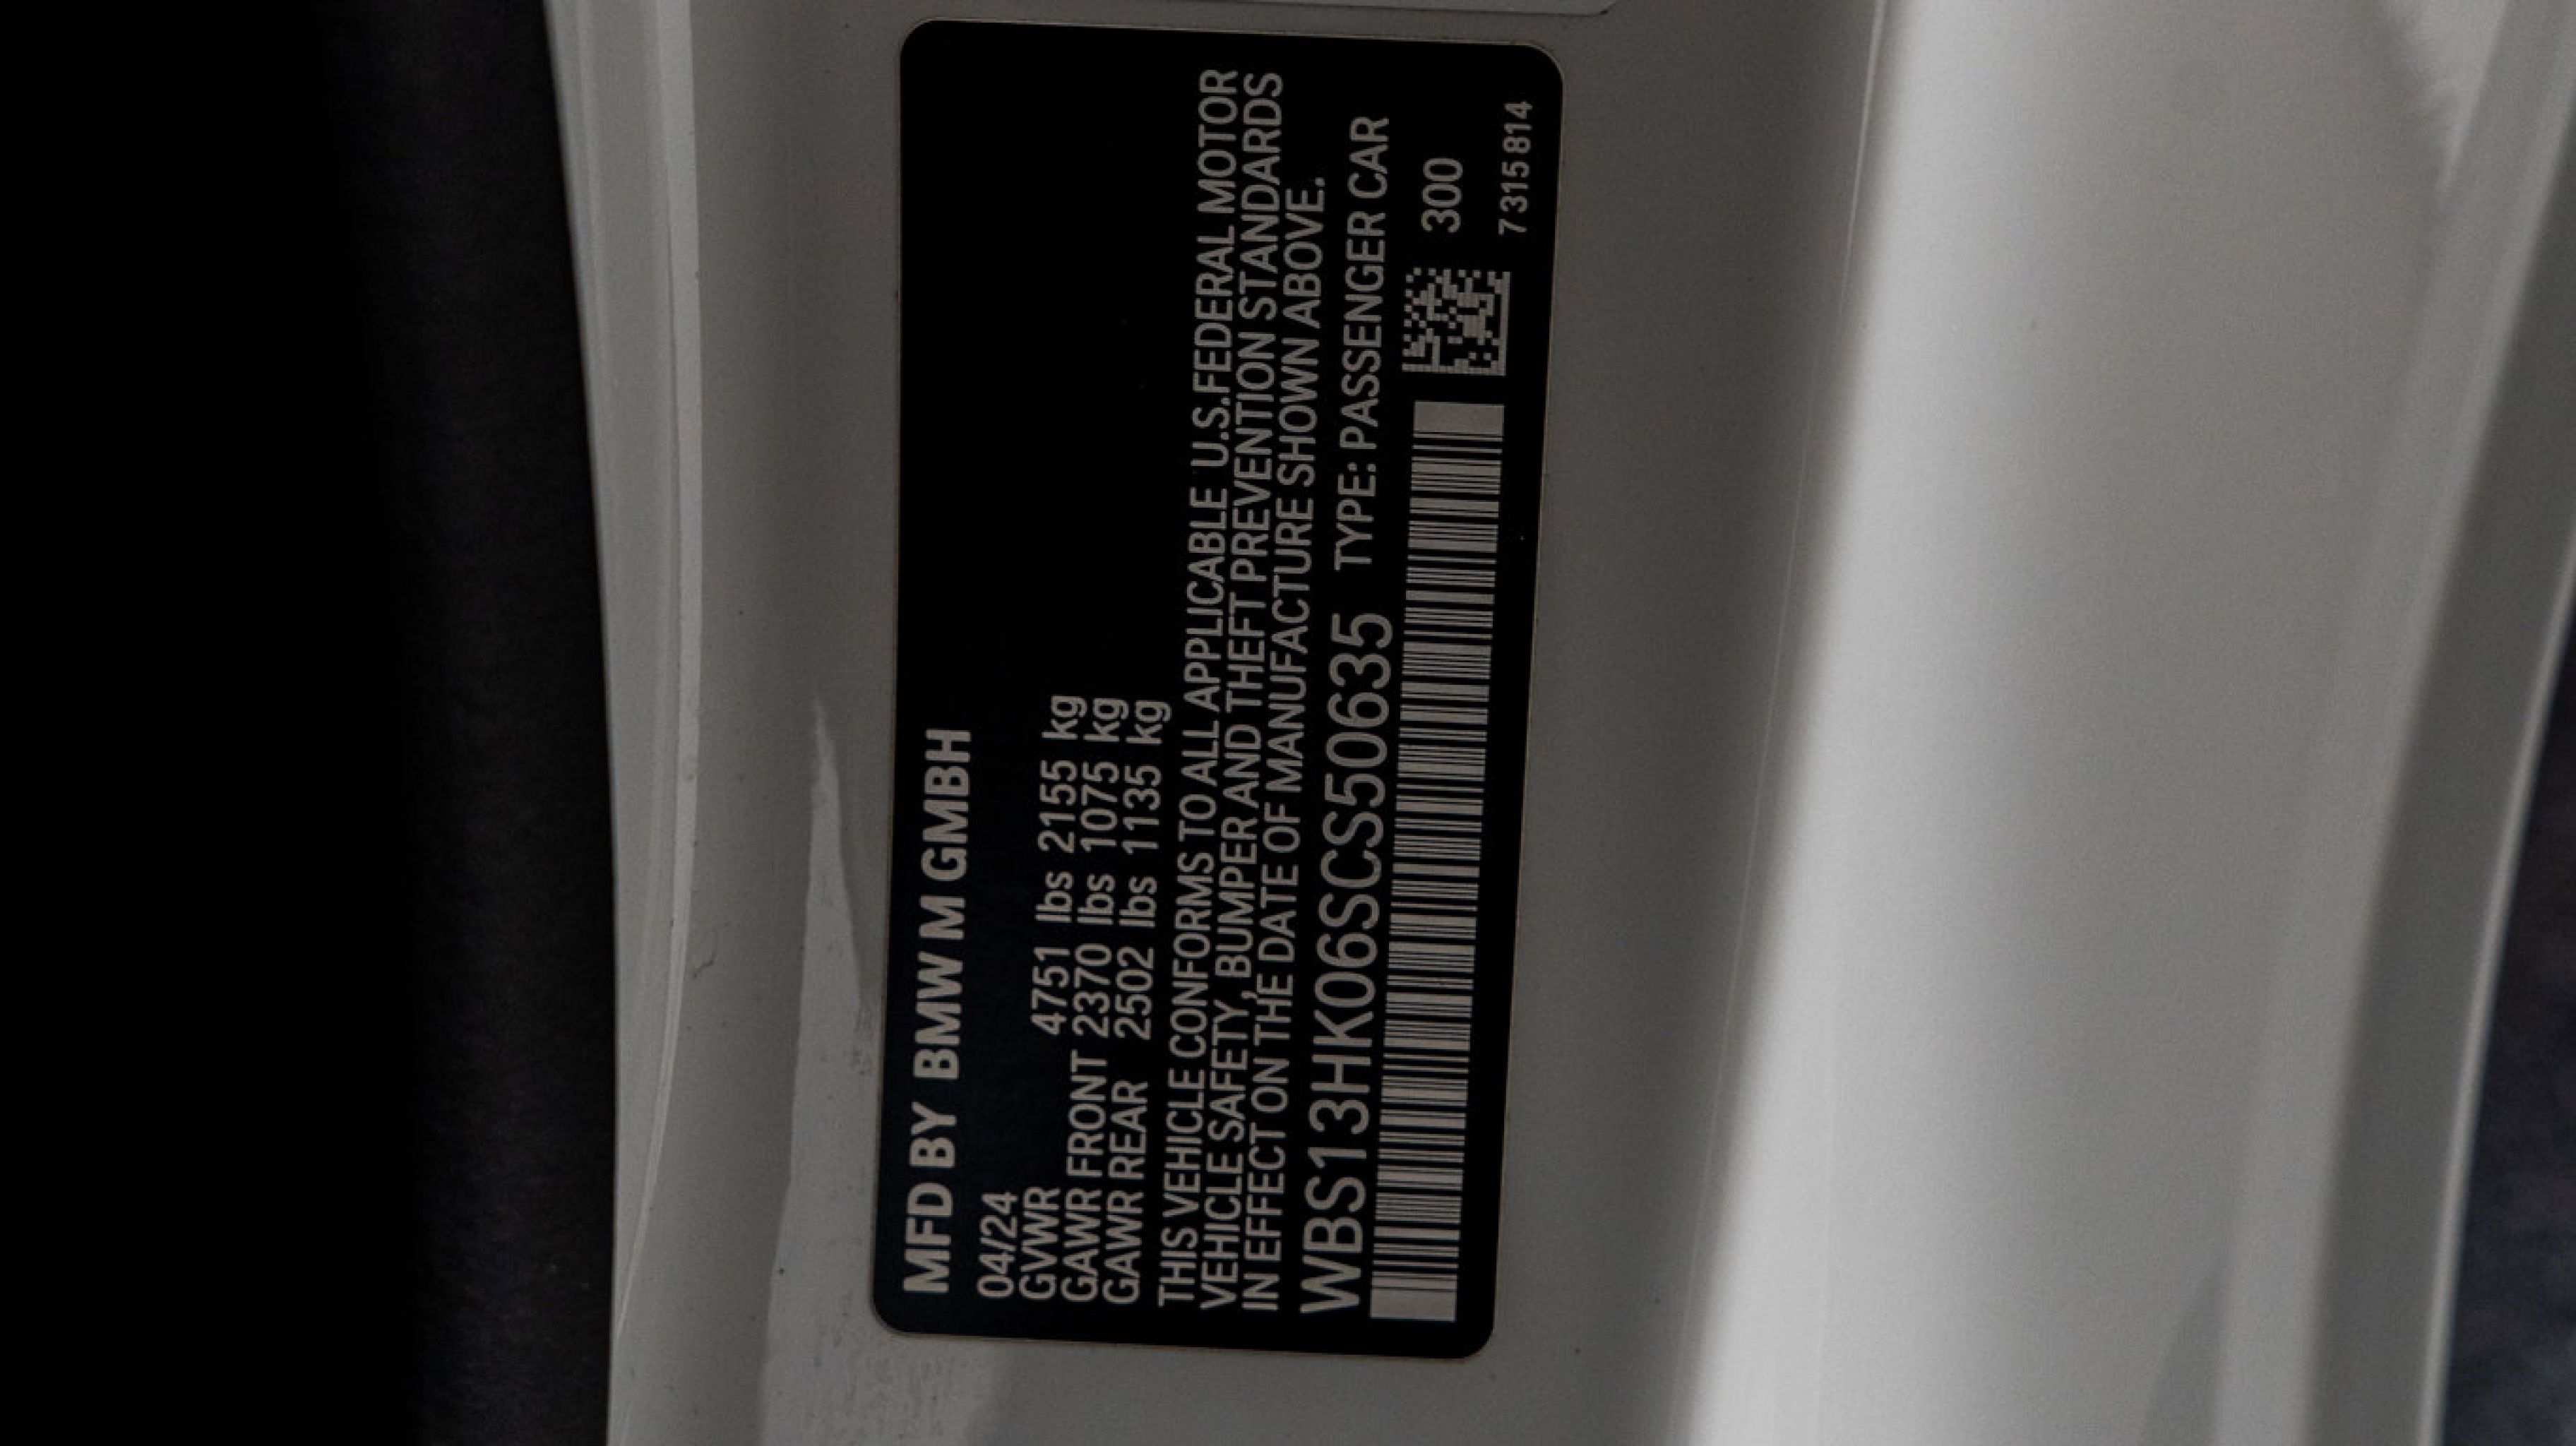 MFD BY BMW M GMBH
04/24
GVWR 4751 lbs 2155 kg
GAWR FRONT 2370 lbs 1075 kg
GAWR REAR 2502 lbs 1135 kg
THIS VEHICLE CONFORMS TO ALL APPLICABLE U.S.FEDERAL MOTOR
VEHICLE SAFETY, BUMPER AND THEFT PREVENTION STANDARDS
IN EFFECT ON THE DATE OF MANUFACTURE SHOWN ABOVE.
WBS13HK06SCS50635 TYPE: PASSENGER CAR
300
7315814